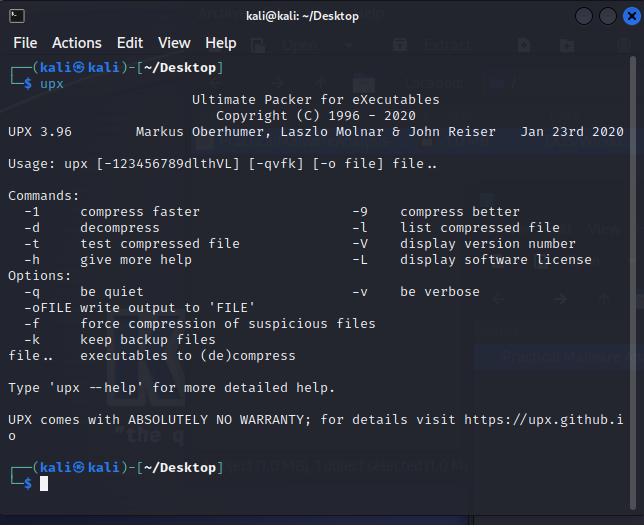 kali@kali: ~/Desktop
File Actions Edit View Help
┌──(kali㉿kali)-[~/Desktop]
└─$ upx
Ultimate Packer for eXecutables
Copyright (C) 1996 - 2020
UPX 3.96 Markus Oberhumer, Laszlo Molnar & John Reiser Jan 23rd 2020
Usage: upx [-123456789dlthVL] [-qvfk] [-o file] file..
Commands:
-1 compress faster -9 compress better
-d decompress -l list compressed file
-t test compressed file -V display version number
-h give more help -L display software license
Options:
-q be quiet -v be verbose
-oFILE write output to 'FILE'
-f force compression of suspicious files
-k keep backup files
file.. executables to (de)compress
Type 'upx --help' for more detailed help.
UPX comes with ABSOLUTELY NO WARRANTY; for details visit https://upx.github.i
o
"the q
┌──(kali㉿kali)-[~/Desktop]
└─$